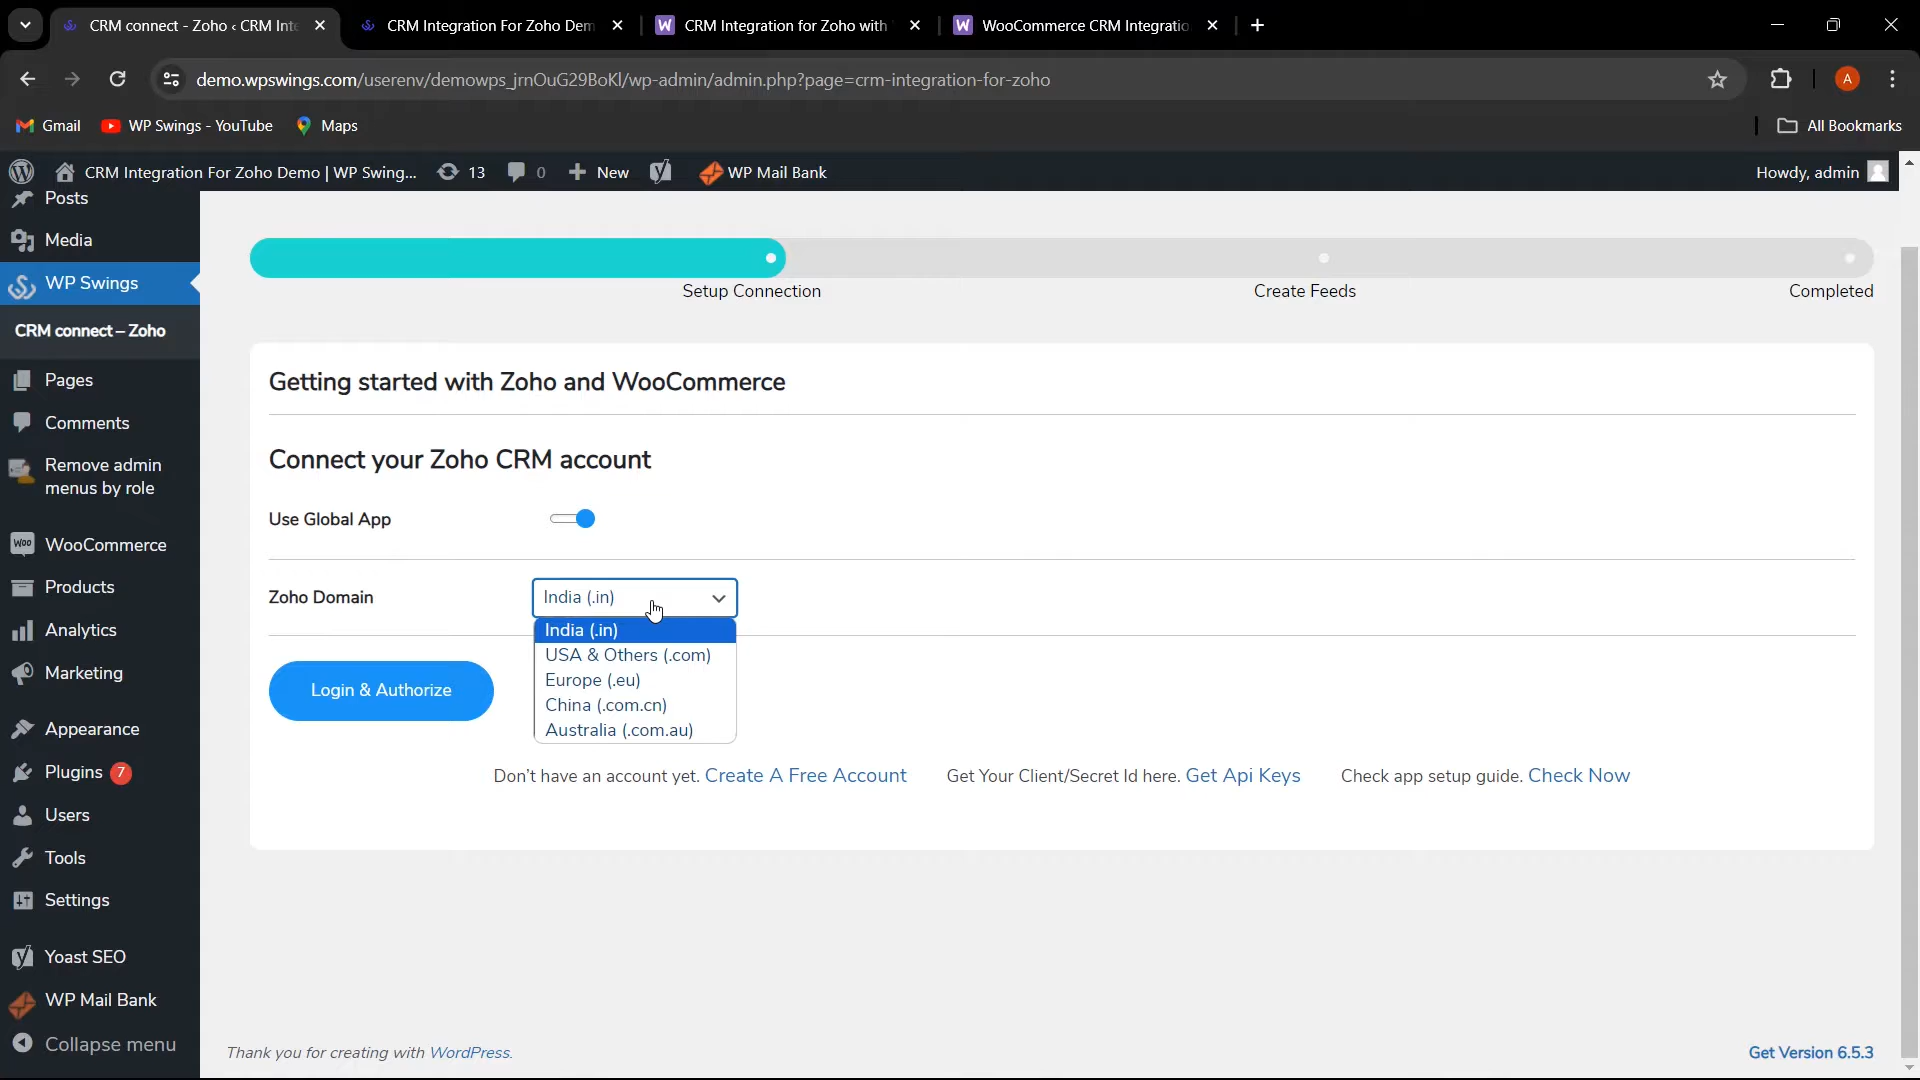 CRM connect - Zoho ‹ CRM Inte
CRM Integration For Zoho Dem
CRM Integration for Zoho with
WooCommerce CRM Integratio
demo.wpswings.com/userenv/demowps_jrnOuG29BoKl/wp-admin/admin.php?page=crm-integration-for-zoho
A
Gmail
WP Swings - YouTube
Maps
All Bookmarks
CRM Integration For Zoho Demo | WP Swing...
13
0
New
WP Mail Bank
Howdy, admin
Posts
Media
WP Swings
CRM connect – Zoho
Pages
Comments
Remove admin
menus by role
WooCommerce
Products
Analytics
Marketing
Appearance
Plugins 7
Users
Tools
Settings
Yoast SEO
WP Mail Bank
Collapse menu
Setup Connection
Create Feeds
Completed
Getting started with Zoho and WooCommerce
Connect your Zoho CRM account
Use Global App
Zoho Domain
India (.in)
India (.in)
USA & Others (.com)
Europe (.eu)
China (.com.cn)
Australia (.com.au)
Login & Authorize
Don't have an account yet. Create A Free Account
Get Your Client/Secret Id here. Get Api Keys
Check app setup guide. Check Now
Thank you for creating with WordPress.
Get Version 6.5.3